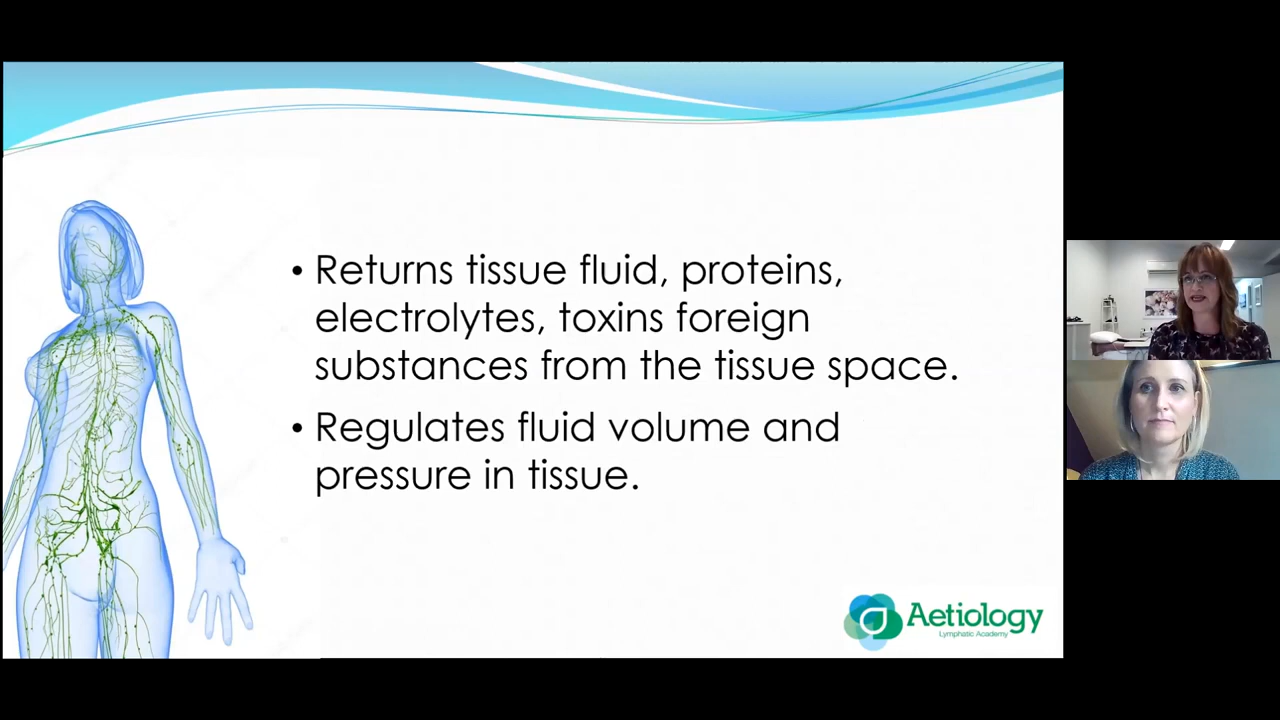 • Returns tissue fluid, proteins,
electrolytes, toxins foreign
substances from the tissue space.
• Regulates fluid volume and
pressure in tissue.
Aetiology
Lymphatic Academy